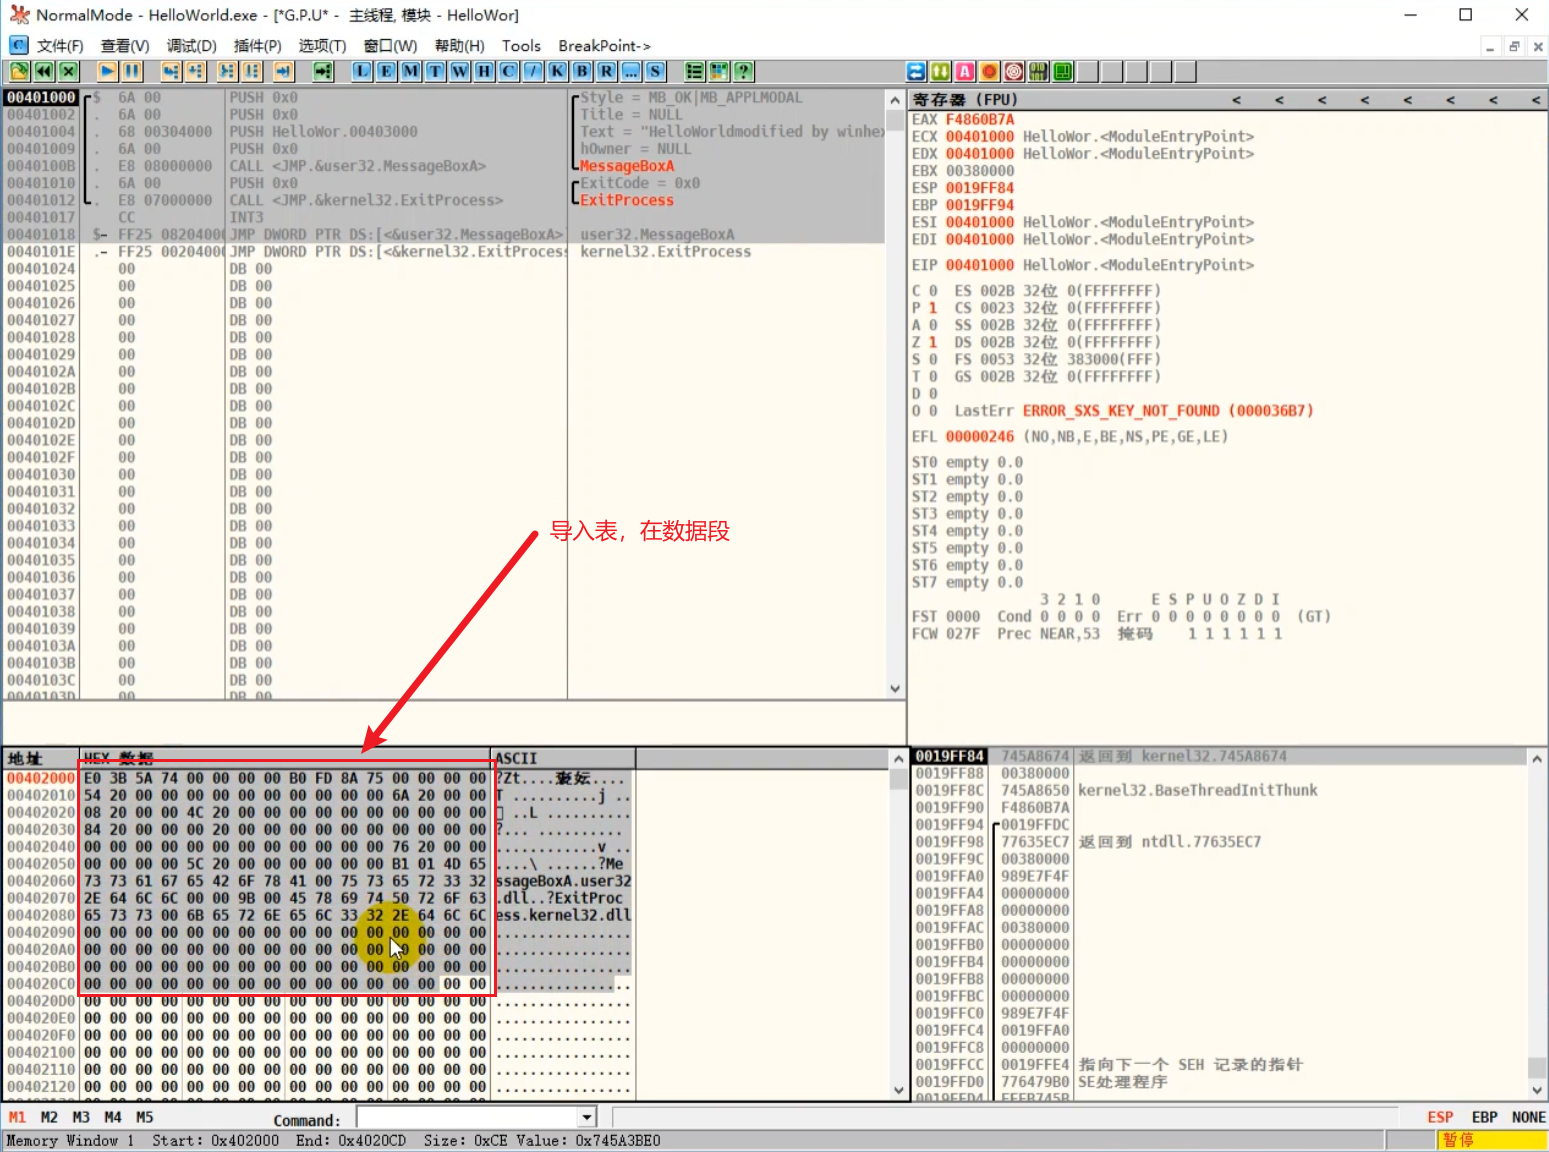 NormalMode - HelloWorld.exe - [*G.P.U* - 主线程, 模块 - HelloWor]
文件(F) 查看(V) 调试(D) 插件(P) 选项(T) 窗口(W) 帮助(H) Tools BreakPoint->
L E M T W H C / K B R ... S ?
00401000 $ 6A 00 PUSH 0x0 Style = MB_OK|MB_APPLMODAL
00401002 . 6A 00 PUSH 0x0 Title = NULL
00401004 . 68 00304000 PUSH HelloWor.00403000 Text = "HelloWorldmodified by winhex
00401009 . 6A 00 PUSH 0x0 hOwner = NULL
0040100B . E8 08000000 CALL <JMP.&user32.MessageBoxA> MessageBoxA
00401010 . 6A 00 PUSH 0x0 ExitCode = 0x0
00401012 . E8 07000000 CALL <JMP.&kernel32.ExitProcess> ExitProcess
00401017 CC INT3
00401018 $- FF25 08204000 JMP DWORD PTR DS:[<&user32.MessageBoxA> user32.MessageBoxA
0040101E .- FF25 00204000 JMP DWORD PTR DS:[<&kernel32.ExitProcess kernel32.ExitProcess
00401024 00 DB 00
00401025 00 DB 00
00401026 00 DB 00
00401027 00 DB 00
00401028 00 DB 00
00401029 00 DB 00
0040102A 00 DB 00
0040102B 00 DB 00
0040102C 00 DB 00
0040102D 00 DB 00
0040102E 00 DB 00
0040102F 00 DB 00
00401030 00 DB 00
00401031 00 DB 00
00401032 00 DB 00
00401033 00 DB 00
00401034 00 DB 00
00401035 00 DB 00
00401036 00 DB 00
00401037 00 DB 00
00401038 00 DB 00
00401039 00 DB 00
0040103A 00 DB 00
0040103B 00 DB 00
0040103C 00 DB 00
0040103D 00 DB 00
导入表，在数据段
寄存器 (FPU) < < < < < < < <
EAX F4860B7A
ECX 00401000 HelloWor.<ModuleEntryPoint>
EDX 00401000 HelloWor.<ModuleEntryPoint>
EBX 00380000
ESP 0019FF84
EBP 0019FF94
ESI 00401000 HelloWor.<ModuleEntryPoint>
EDI 00401000 HelloWor.<ModuleEntryPoint>
EIP 00401000 HelloWor.<ModuleEntryPoint>
C 0 ES 002B 32位 0(FFFFFFFF)
P 1 CS 0023 32位 0(FFFFFFFF)
A 0 SS 002B 32位 0(FFFFFFFF)
Z 1 DS 002B 32位 0(FFFFFFFF)
S 0 FS 0053 32位 383000(FFF)
T 0 GS 002B 32位 0(FFFFFFFF)
D 0
O 0 LastErr ERROR_SXS_KEY_NOT_FOUND (000036B7)
EFL 00000246 (NO,NB,E,BE,NS,PE,GE,LE)
ST0 empty 0.0
ST1 empty 0.0
ST2 empty 0.0
ST3 empty 0.0
ST4 empty 0.0
ST5 empty 0.0
ST6 empty 0.0
ST7 empty 0.0
3 2 1 0 E S P U O Z D I
FST 0000 Cond 0 0 0 0 Err 0 0 0 0 0 0 0 0 (GT)
FCW 027F Prec NEAR,53 掩码 1 1 1 1 1 1
地址 HEX 数据 ASCII
00402000 E0 3B 5A 74 00 00 00 00 B0 FD 8A 75 00 00 00 00 ?Zt....褒妘....
00402010 54 20 00 00 00 00 00 00 00 00 00 00 6A 20 00 00 T ..........j ..
00402020 08 20 00 00 4C 20 00 00 00 00 00 00 00 00 00 00 ..L ..........
00402030 84 20 00 00 00 20 00 00 00 00 00 00 00 00 00 00 ?... ..........
00402040 00 00 00 00 00 00 00 00 00 00 00 00 76 20 00 00 ............v ..
00402050 00 00 00 00 5C 20 00 00 00 00 00 00 B1 01 4D 65 ....\ ......?Me
00402060 73 73 61 67 65 42 6F 78 41 00 75 73 65 72 33 32 ssageBoxA.user32
00402070 2E 64 6C 6C 00 00 9B 00 45 78 69 74 50 72 6F 63 .dll..?ExitProc
00402080 65 73 73 00 6B 65 72 6E 65 6C 33 32 2E 64 6C 6C ess.kernel32.dll
00402090 00 00 00 00 00 00 00 00 00 00 00 00 00 00 00 00 ................
004020A0 00 00 00 00 00 00 00 00 00 00 00 00 00 00 00 00 ................
004020B0 00 00 00 00 00 00 00 00 00 00 00 00 00 00 00 00 ................
004020C0 00 00 00 00 00 00 00 00 00 00 00 00 00 00 00 00 ................
004020D0 00 00 00 00 00 00 00 00 00 00 00 00 00 00 00 00 ................
004020E0 00 00 00 00 00 00 00 00 00 00 00 00 00 00 00 00 ................
004020F0 00 00 00 00 00 00 00 00 00 00 00 00 00 00 00 00 ................
00402100 00 00 00 00 00 00 00 00 00 00 00 00 00 00 00 00 ................
00402110 00 00 00 00 00 00 00 00 00 00 00 00 00 00 00 00 ................
00402120 00 00 00 00 00 00 00 00 00 00 00 00 00 00 00 00 ................
0019FF84 745A8674 返回到 kernel32.745A8674
0019FF88 00380000
0019FF8C 745A8650 kernel32.BaseThreadInitThunk
0019FF90 F4860B7A
0019FF94 0019FFDC
0019FF98 77635EC7 返回到 ntdll.77635EC7
0019FF9C 00380000
0019FFA0 989E7F4F
0019FFA4 00000000
0019FFA8 00000000
0019FFAC 00380000
0019FFB0 00000000
0019FFB4 00000000
0019FFB8 00000000
0019FFBC 00000000
0019FFC0 989E7F4F
0019FFC4 0019FFA0
0019FFC8 00000000
0019FFCC 0019FFE4 指向下一个 SEH 记录的指针
0019FFD0 776479B0 SE处理程序
0019FFD4
M1 M2 M3 M4 M5 Command: ESP EBP NONE
Memory Window 1 Start: 0x402000 End: 0x4020CD Size: 0xCE Value: 0x745A3BE0 暂停